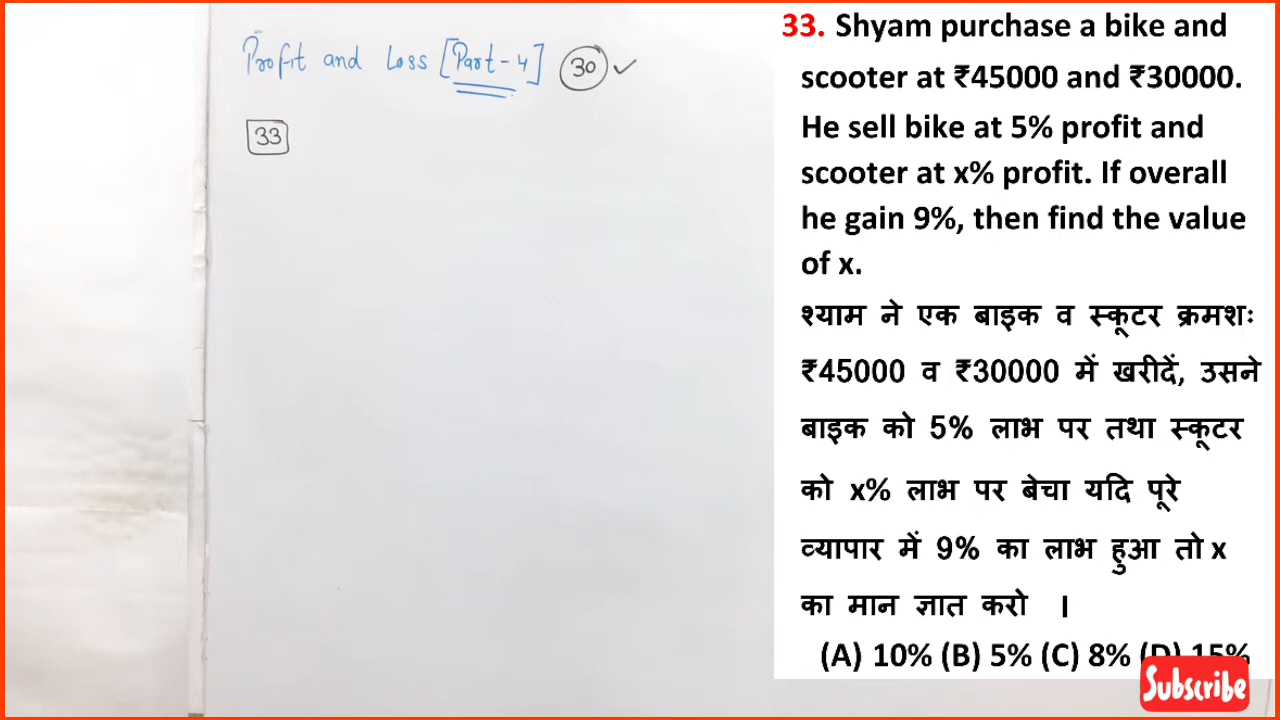 Profit and Loss [Part-4] 30 ✓
33
33. Shyam purchase a bike and
scooter at ₹45000 and ₹30000.
He sell bike at 5% profit and
scooter at x% profit. If overall
he gain 9%, then find the value
of x.
श्याम ने एक बाइक व स्कूटर क्रमशः
₹45000 व ₹30000 में खरीदें, उसने
बाइक को 5% लाभ पर तथा स्कूटर
को x% लाभ पर बेचा यदि पूरे
व्यापार में 9% का लाभ हुआ तो x
का मान ज्ञात करो ।
(A) 10% (B) 5% (C) 8% (D) 15%
Subscribe